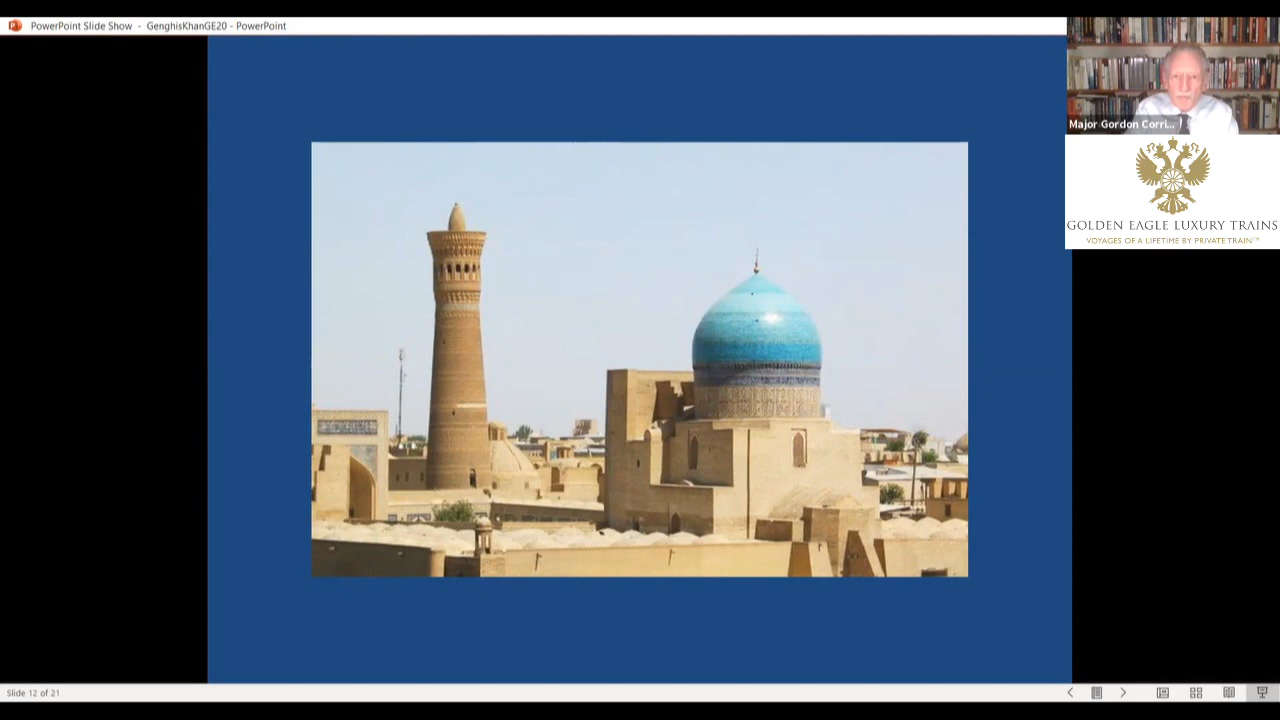 PowerPoint Slide Show - GenghisKhanGE20 - PowerPoint
Major Gordon Corri...
GOLDEN EAGLE LUXURY TRAINS
VOYAGES OF A LIFETIME BY PRIVATE TRAIN™
Slide 12 of 21